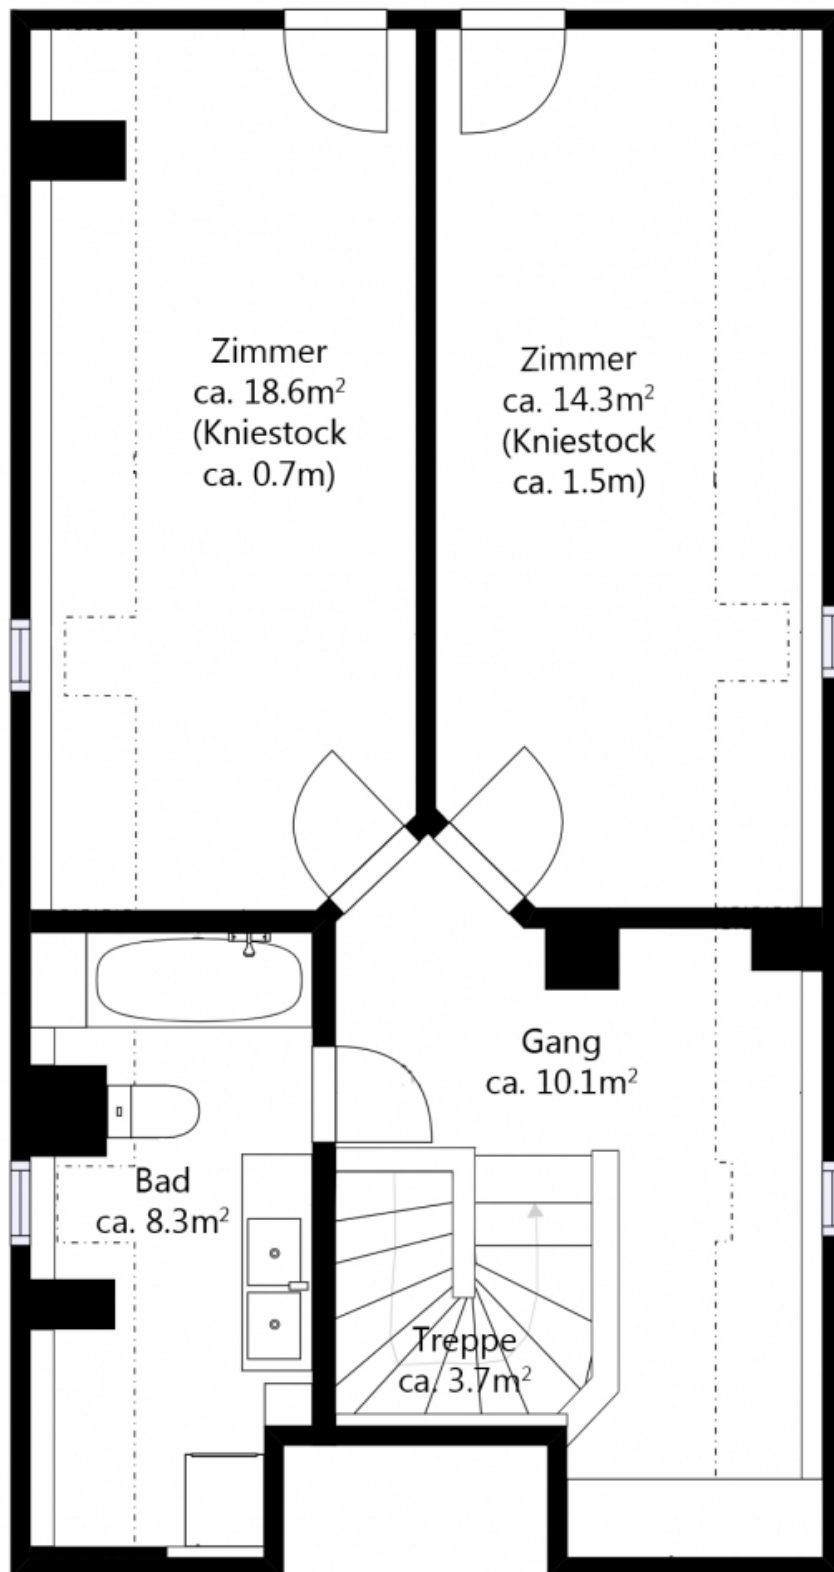 Zimmer
ca. 18.6m²
(Kniestock
ca. 0.7m)
Zimmer
ca. 14.3m²
(Kniestock
ca. 1.5m)
Gang
ca. 10.1m²
Bad
ca. 8.3m²
Treppe
ca. 3.7m²